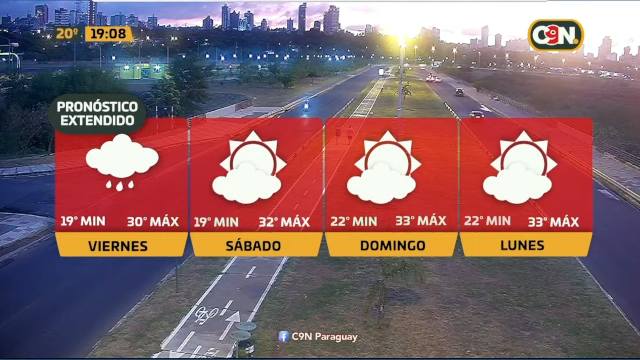 20° 19:08
C9N
PRONÓSTICO
EXTENDIDO
19° MIN 30° MÁX
VIERNES
19° MIN 32° MÁX
SÁBADO
22° MIN 33° MÁX
DOMINGO
22° MIN 33° MÁX
LUNES
C9N Paraguay